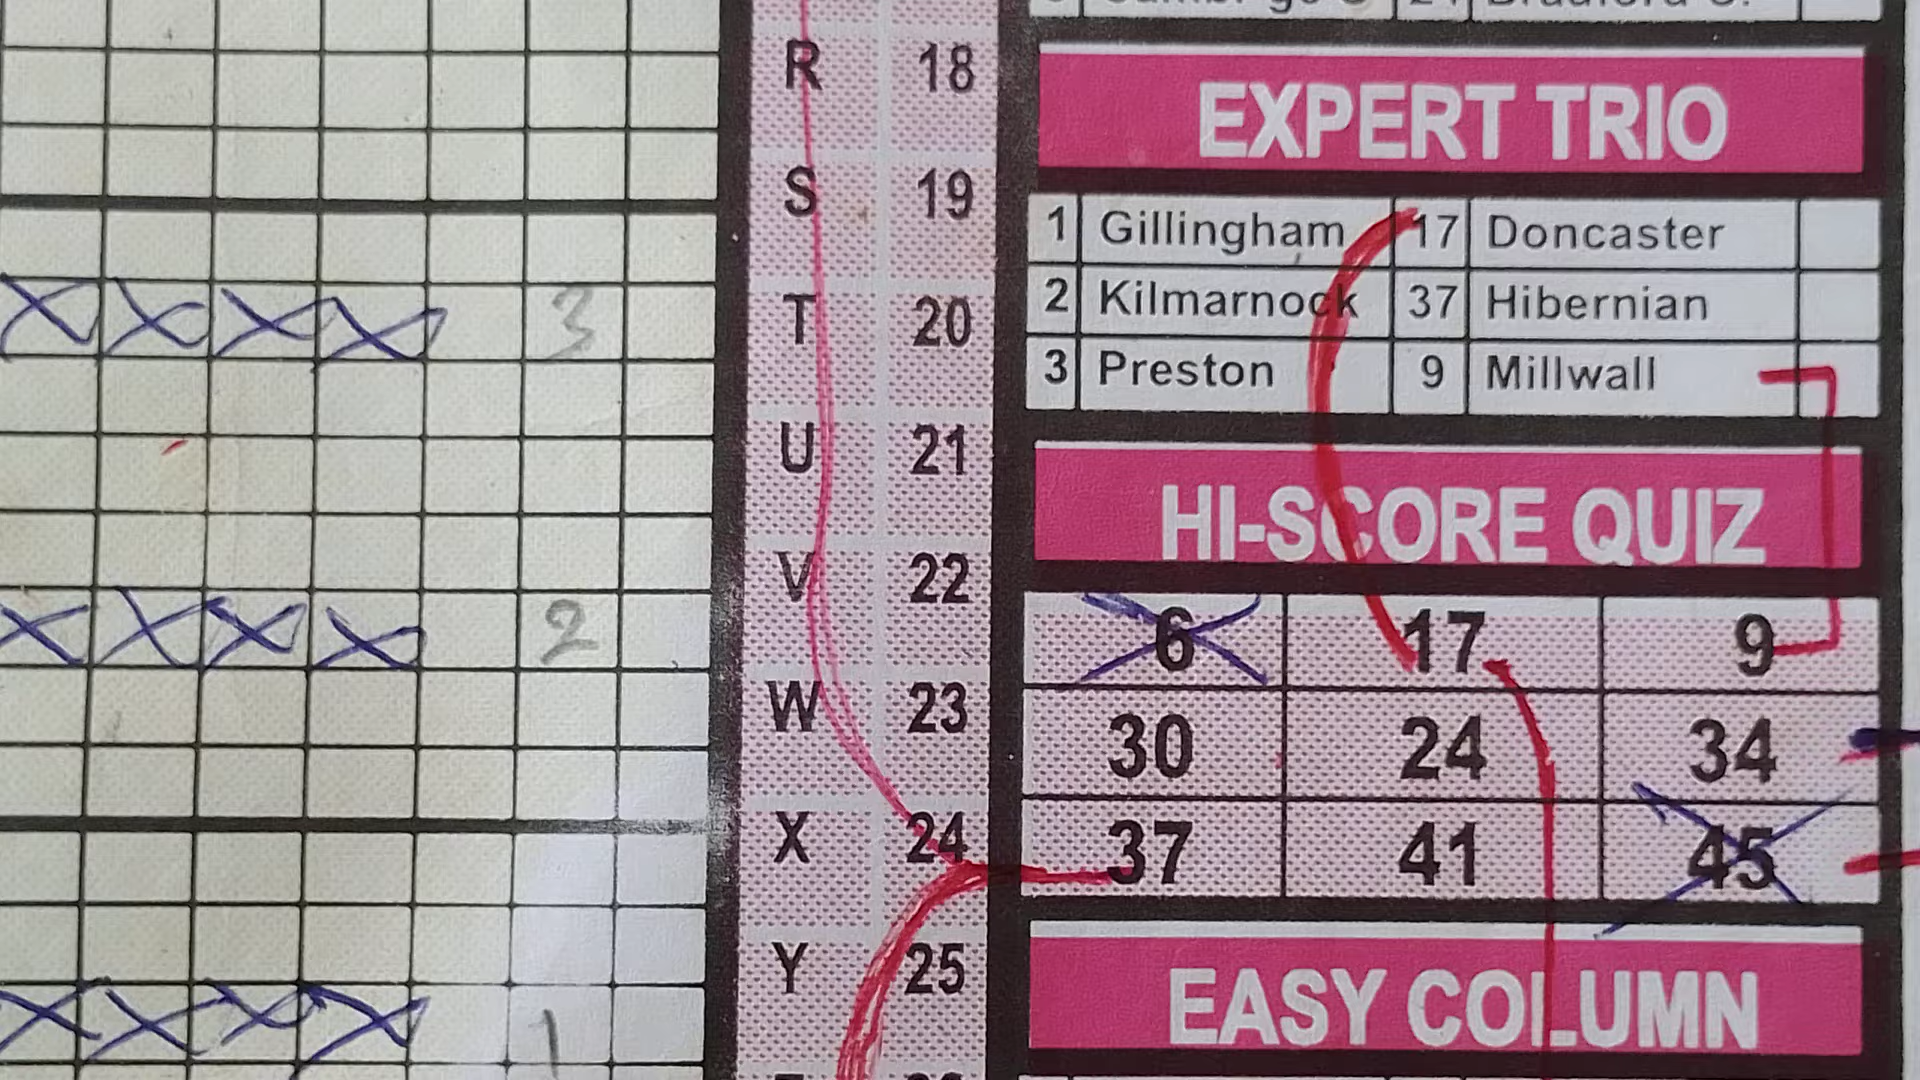 R 18
S 19
T 20
U 21
V 22
W 23
X 24
Y 25
3
2
1
EXPERT TRIO
1 Gillingham 17 Doncaster
2 Kilmarnock 37 Hibernian
3 Preston 9 Millwall
HI-SCORE QUIZ
6 17 9
30 24 34
37 41 45
EASY COLUMN